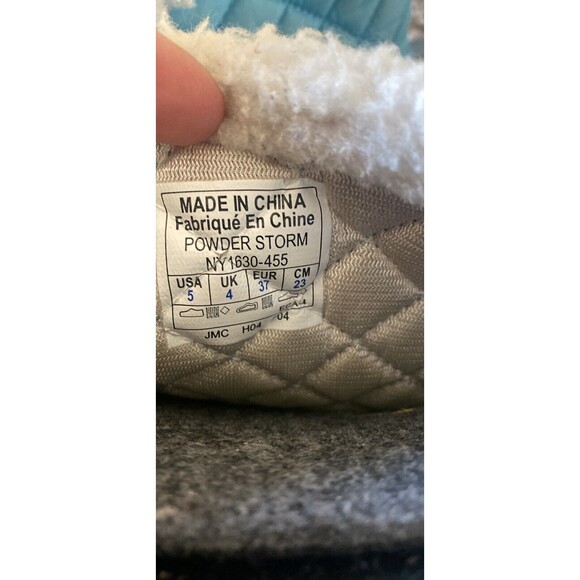 MADE IN CHINA
Fabriqué En Chine
POWDER STORM
NY1630-455
USA UK EUR CM
5 4 37 23
JMC H04 04